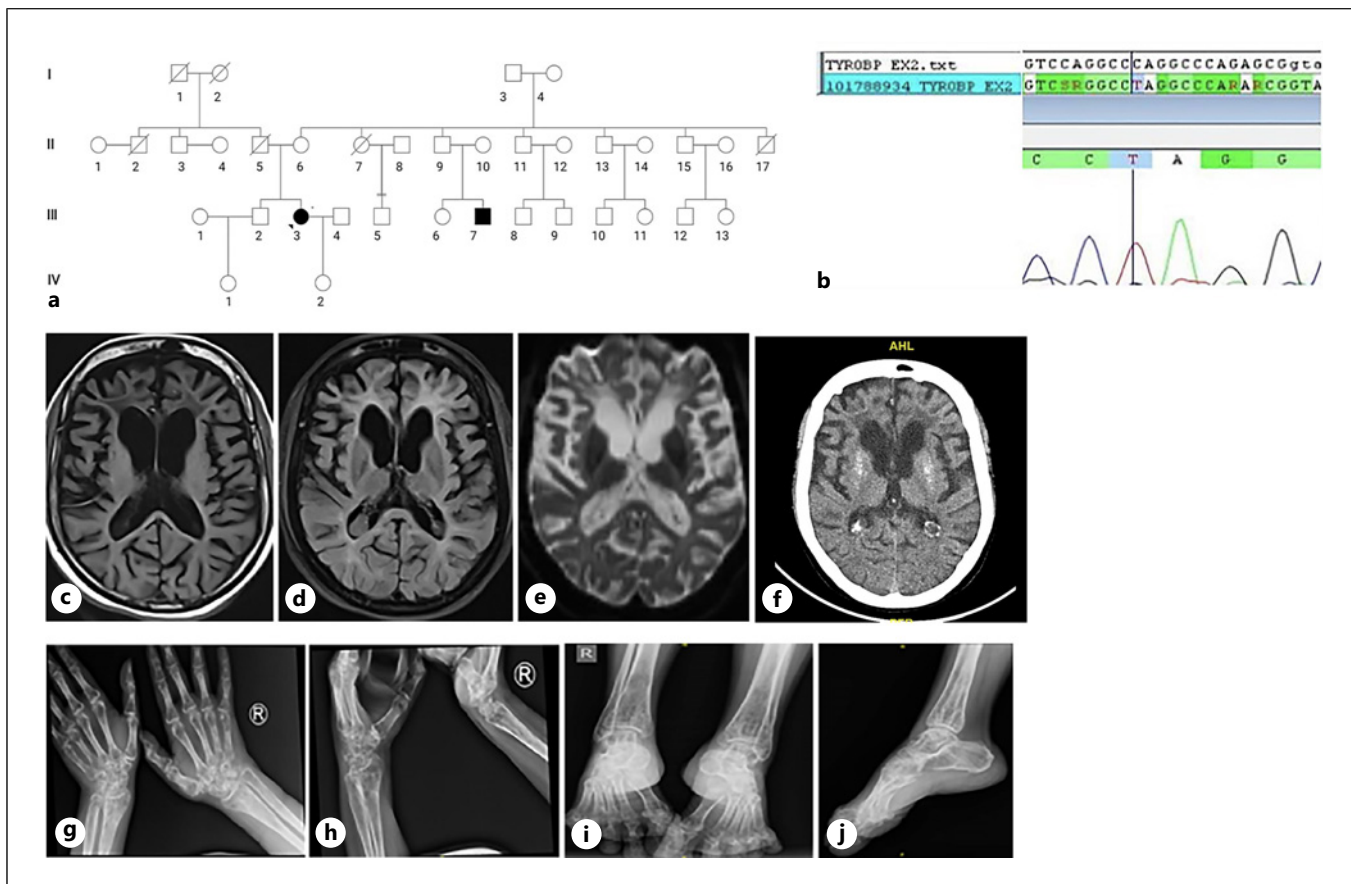 I
1 2 3 4
II
1 2 3 4 5 6 7 8 9 10 11 12 13 14 15 16 17
III
1 2 3 4 5 6 7 8 9 10 11 12 13
IV
1 2
a
TYROBP EX2.txt GTCCAGGCCCAGGCCCAGAGCGgta
101788934 TYROBP EX2 GTCSRGGCCTAGGCCCARARCGGTA
C C T A G G
b
c
d
e
AHL
f
R
g
R
h
R
i
j